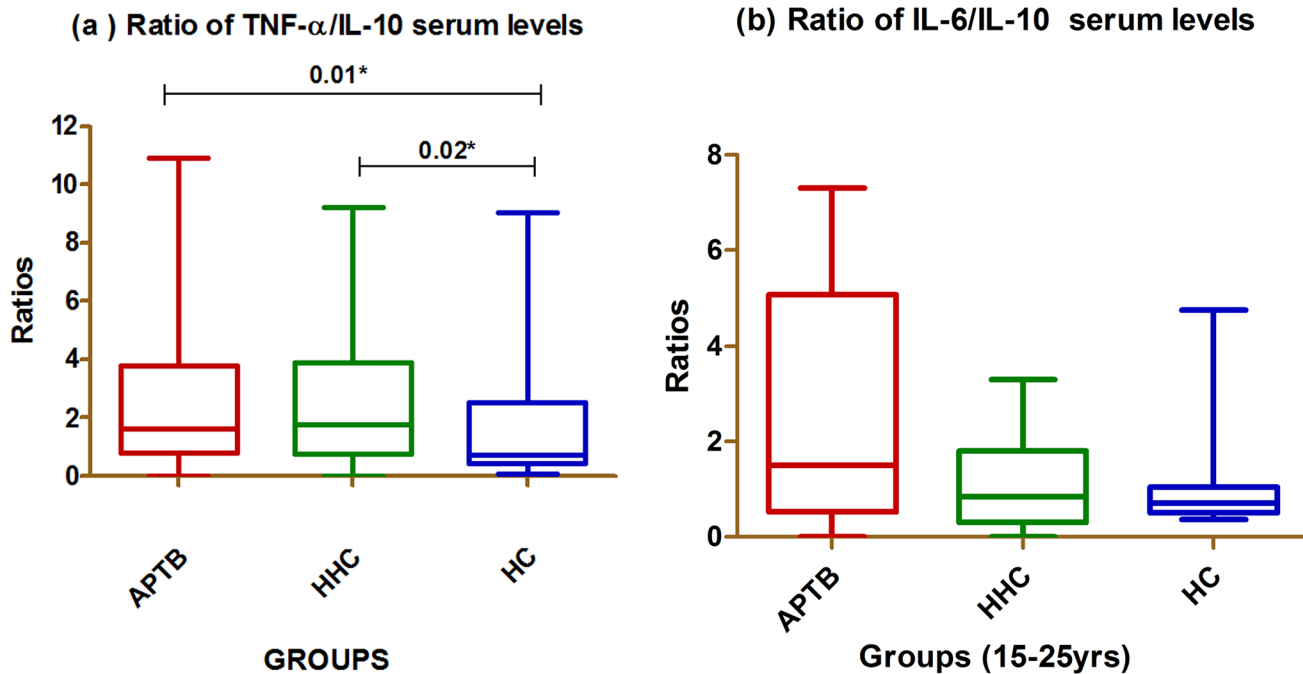 (a ) Ratio of TNF-α/IL-10 serum levels
0.01*
0.02*
12
10
8
6
4
2
0
Ratios
APTB
HHC
HC
GROUPS
(b) Ratio of IL-6/IL-10 serum levels
8
6
4
2
0
Ratios
APTB
HHC
HC
Groups (15-25yrs)